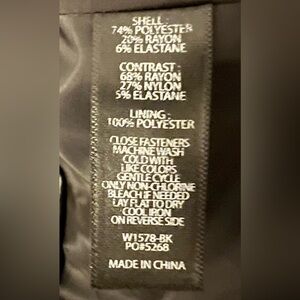 SHELL:
74% POLYESTER
20% RAYON
6% ELASTANE
CONTRAST:
68% RAYON
27% NYLON
5% ELASTANE
LINING:
100% POLYESTER
CLOSE FASTENERS
MACHINE WASH
COLD WITH
LIKE COLORS
GENTLE CYCLE
ONLY NON-CHLORINE
BLEACH IF NEEDED
LAY FLAT TO DRY
COOL IRON
ON REVERSE SIDE
W1578-BK
PO#5268
MADE IN CHINA